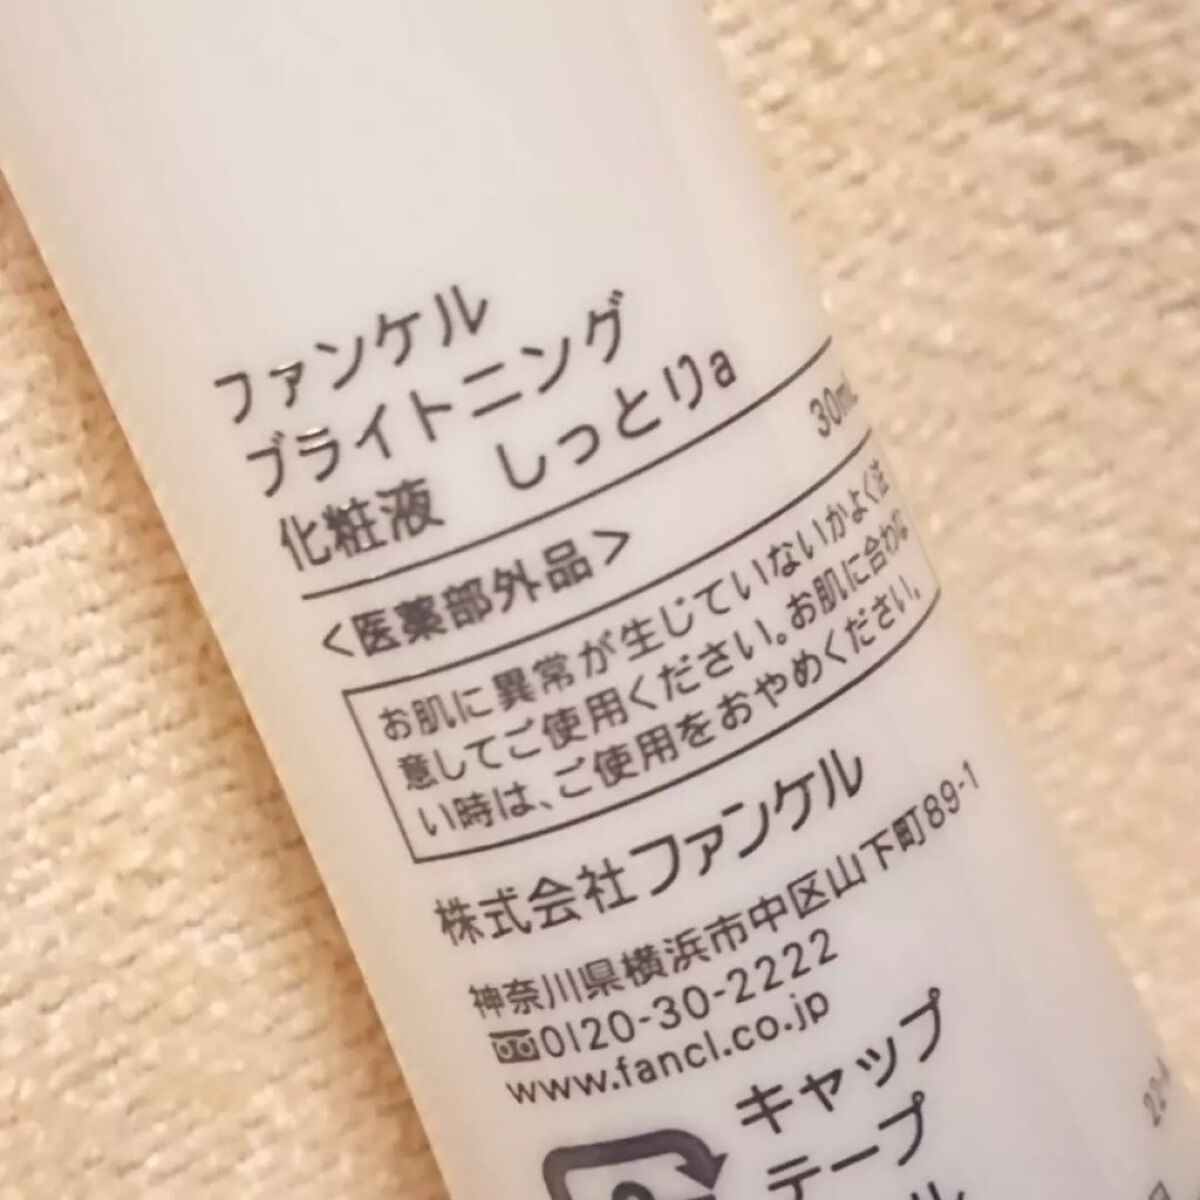 ファンケル
ブライトニング
化粧液 しっとりa
30mL
<医薬部外品>
お肌に異常が生じていないかよく注
意してご使用ください。お肌に合わな
い時は、ご使用をおやめください。
株式会社ファンケル
神奈川県横浜市中区山下町89-1
0120-30-2222
www.fancl.co.jp
キャップ
テープ